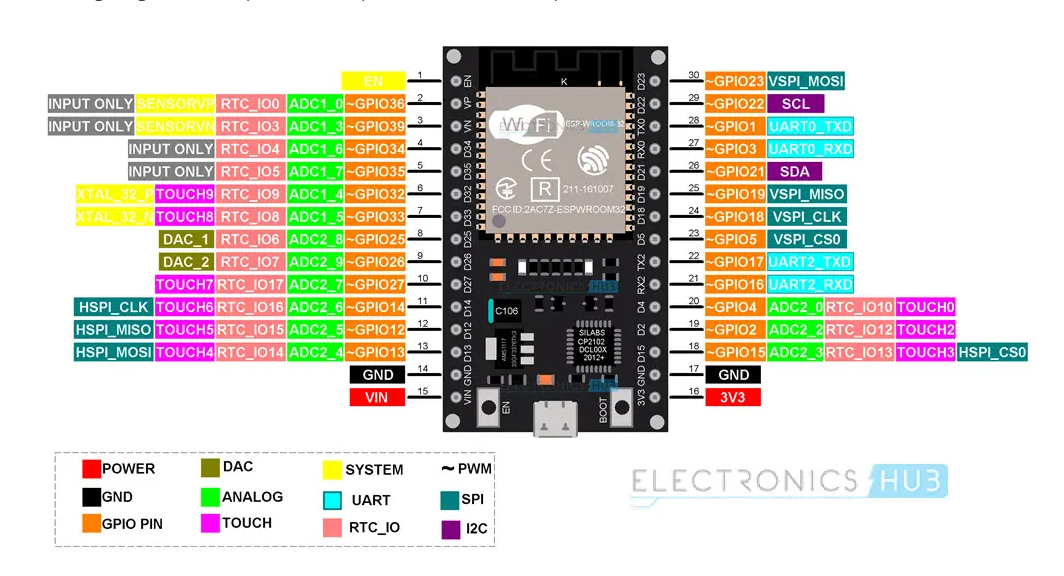 EN 1 EN D23 30 ~GPIO23 VSPI_MOSI
INPUT ONLY SENSORVP RTC_IO0 ADC1_0 ~GPIO36 2 VP D22 29 ~GPIO22 SCL
INPUT ONLY SENSORVN RTC_IO3 ADC1_3 ~GPIO39 3 VN TX0 28 ~GPIO1 UART0_TXD
INPUT ONLY RTC_IO4 ADC1_6 ~GPIO34 4 D34 RX0 27 ~GPIO3 UART0_RXD
INPUT ONLY RTC_IO5 ADC1_7 ~GPIO35 5 D35 D21 26 ~GPIO21 SDA
XTAL_32_P TOUCH9 RTC_IO9 ADC1_4 ~GPIO32 6 D32 D19 25 ~GPIO19 VSPI_MISO
XTAL_32_N TOUCH8 RTC_IO8 ADC1_5 ~GPIO33 7 D33 D18 24 ~GPIO18 VSPI_CLK
DAC_1 RTC_IO6 ADC2_8 ~GPIO25 8 D25 D5 23 ~GPIO5 VSPI_CS0
DAC_2 RTC_IO7 ADC2_9 ~GPIO26 9 D26 TX2 22 ~GPIO17 UART2_TXD
TOUCH7 RTC_IO17 ADC2_7 ~GPIO27 10 D27 RX2 21 ~GPIO16 UART2_RXD
HSPI_CLK TOUCH6 RTC_IO16 ADC2_6 ~GPIO14 11 D14 D4 20 ~GPIO4 ADC2_0 RTC_IO10 TOUCH0
HSPI_MISO TOUCH5 RTC_IO15 ADC2_5 ~GPIO12 12 D12 D2 19 ~GPIO2 ADC2_2 RTC_IO12 TOUCH2
HSPI_MOSI TOUCH4 RTC_IO14 ADC2_4 ~GPIO13 13 D13 D15 18 ~GPIO15 ADC2_3 RTC_IO13 TOUCH3 HSPI_CS0
GND 14 GND GND 17 GND
VIN 15 VIN 3V3 16 3V3
K
WiFi
ESP-WROOM-32
CE
R
211-161007
FCC ID:2AC7Z-ESPWROOM32
ELECTRONICS HUB
C106
AMS1117
SILABS
CP2102
DCL00X
2012+
ELECTRONICS HUB
EN
BOOT
POWER DAC SYSTEM ~ PWM
GND ANALOG UART SPI
GPIO PIN TOUCH RTC_IO I2C
ELECTRONICS HUB